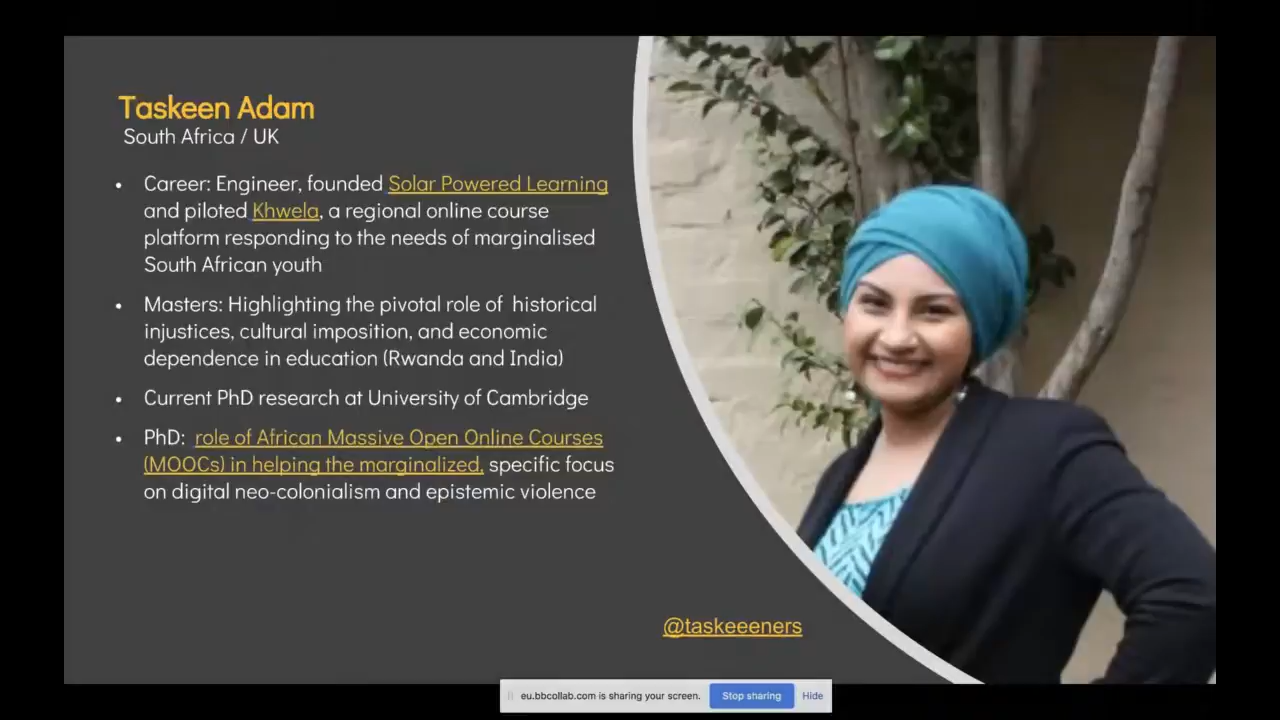 Taskeen Adam
South Africa / UK
• Career: Engineer, founded Solar Powered Learning
and piloted Khwela, a regional online course
platform responding to the needs of marginalised
South African youth
• Masters: Highlighting the pivotal role of historical
injustices, cultural imposition, and economic
dependence in education (Rwanda and India)
• Current PhD research at University of Cambridge
• PhD: role of African Massive Open Online Courses
(MOOCs) in helping the marginalized, specific focus
on digital neo-colonialism and epistemic violence
@taskeeeners
eu.bbcollab.com is sharing your screen. Stop sharing Hide